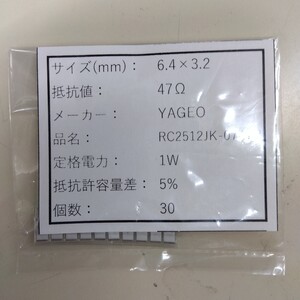 サイズ(mm)： 6.4×3.2
抵抗値： 47Ω
メーカー： YAGEO
品名： RC2512JK-0
定格電力： 1W
抵抗許容量差： 5%
個数： 30